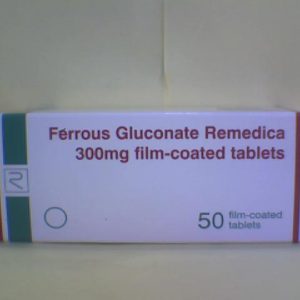 Ferrous Gluconate Remedica
300mg film-coated tablets
R
50 film-coated
tablets